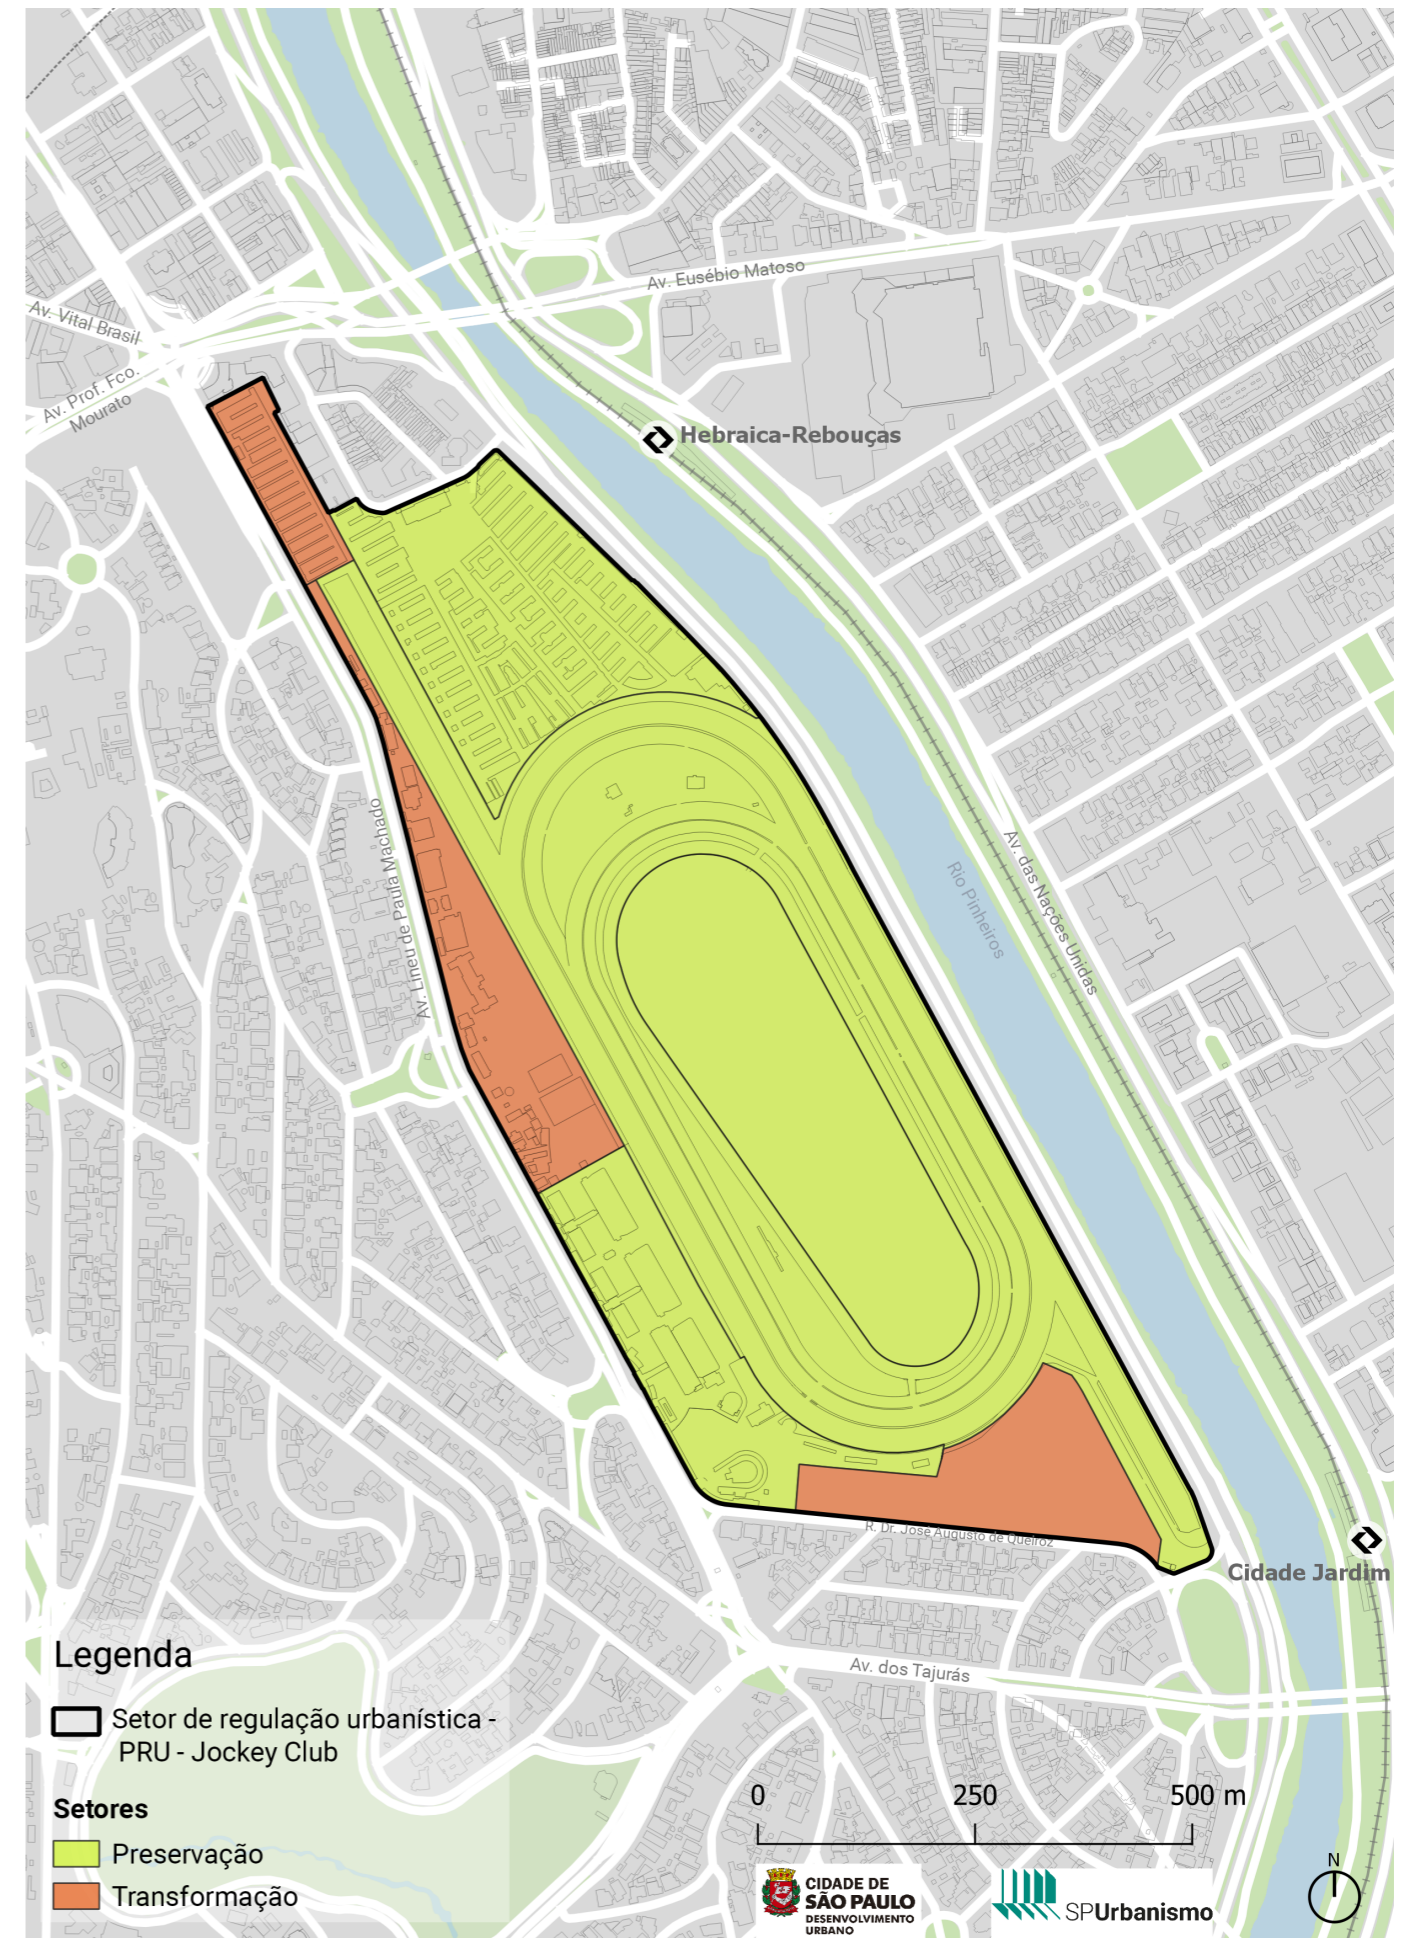 Av. Eusébio Matoso
Av. Vital Brasil
Av. Prof. Fco.
Mourato
Hebraica-Rebouças
Av. Lineu de Paula Machado
Av. das Nações Unidas
Rio Pinheiros
R. Dr. José Augusto de Queiroz
Cidade Jardim
Av. dos Tajurás
Legenda
Setor de regulação urbanística -
PRU - Jockey Club
Setores
Preservação
Transformação
0 250 500 m
N
CIDADE DE
SÃO PAULO
DESENVOLVIMENTO
URBANO
SPUrbanismo